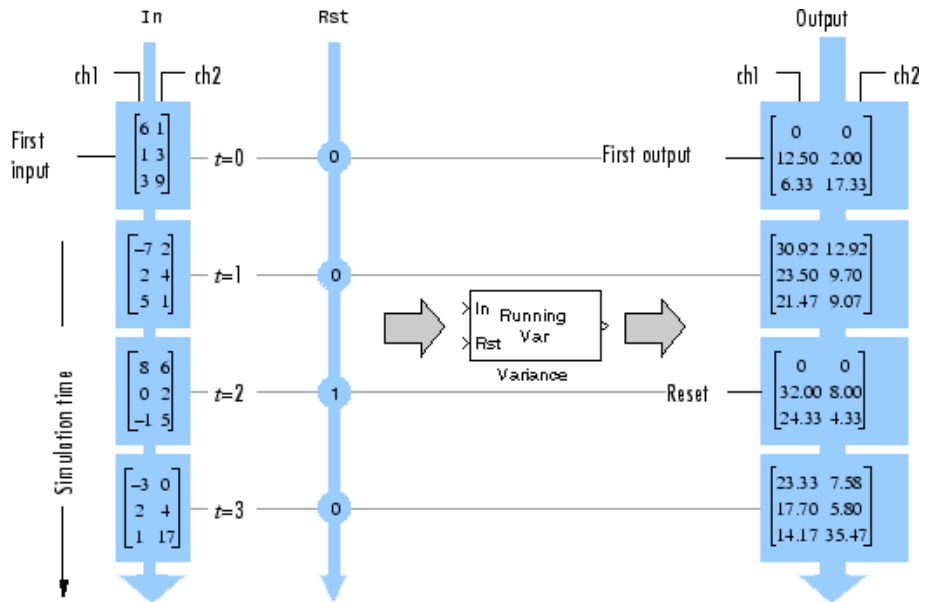 In Rst Output
ch1 ch2 ch1 ch2
First input
6 1
1 3
3 9
t=0
0
First output
0 0
12.50 2.00
6.33 17.33
-7 2
2 4
5 1
t=1
0
30.92 12.92
23.50 9.70
21.47 9.07
In
Rst
Running
Var
Variance
Simulation time
8 6
0 2
-1 5
t=2
1
Reset
0 0
32.00 8.00
24.33 4.33
-3 0
2 4
1 17
t=3
0
23.33 7.58
17.70 5.80
14.17 35.47